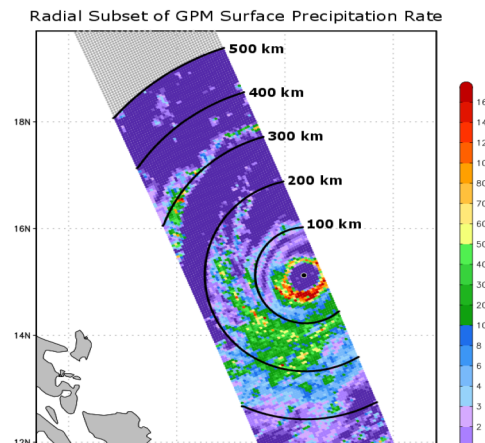 Radial Subset of GPM Surface Precipitation Rate
500 km
400 km
300 km
200 km
100 km
18N
16N
14N
12N
80
70
60
50
40
30
20
10
8
6
4
3
2